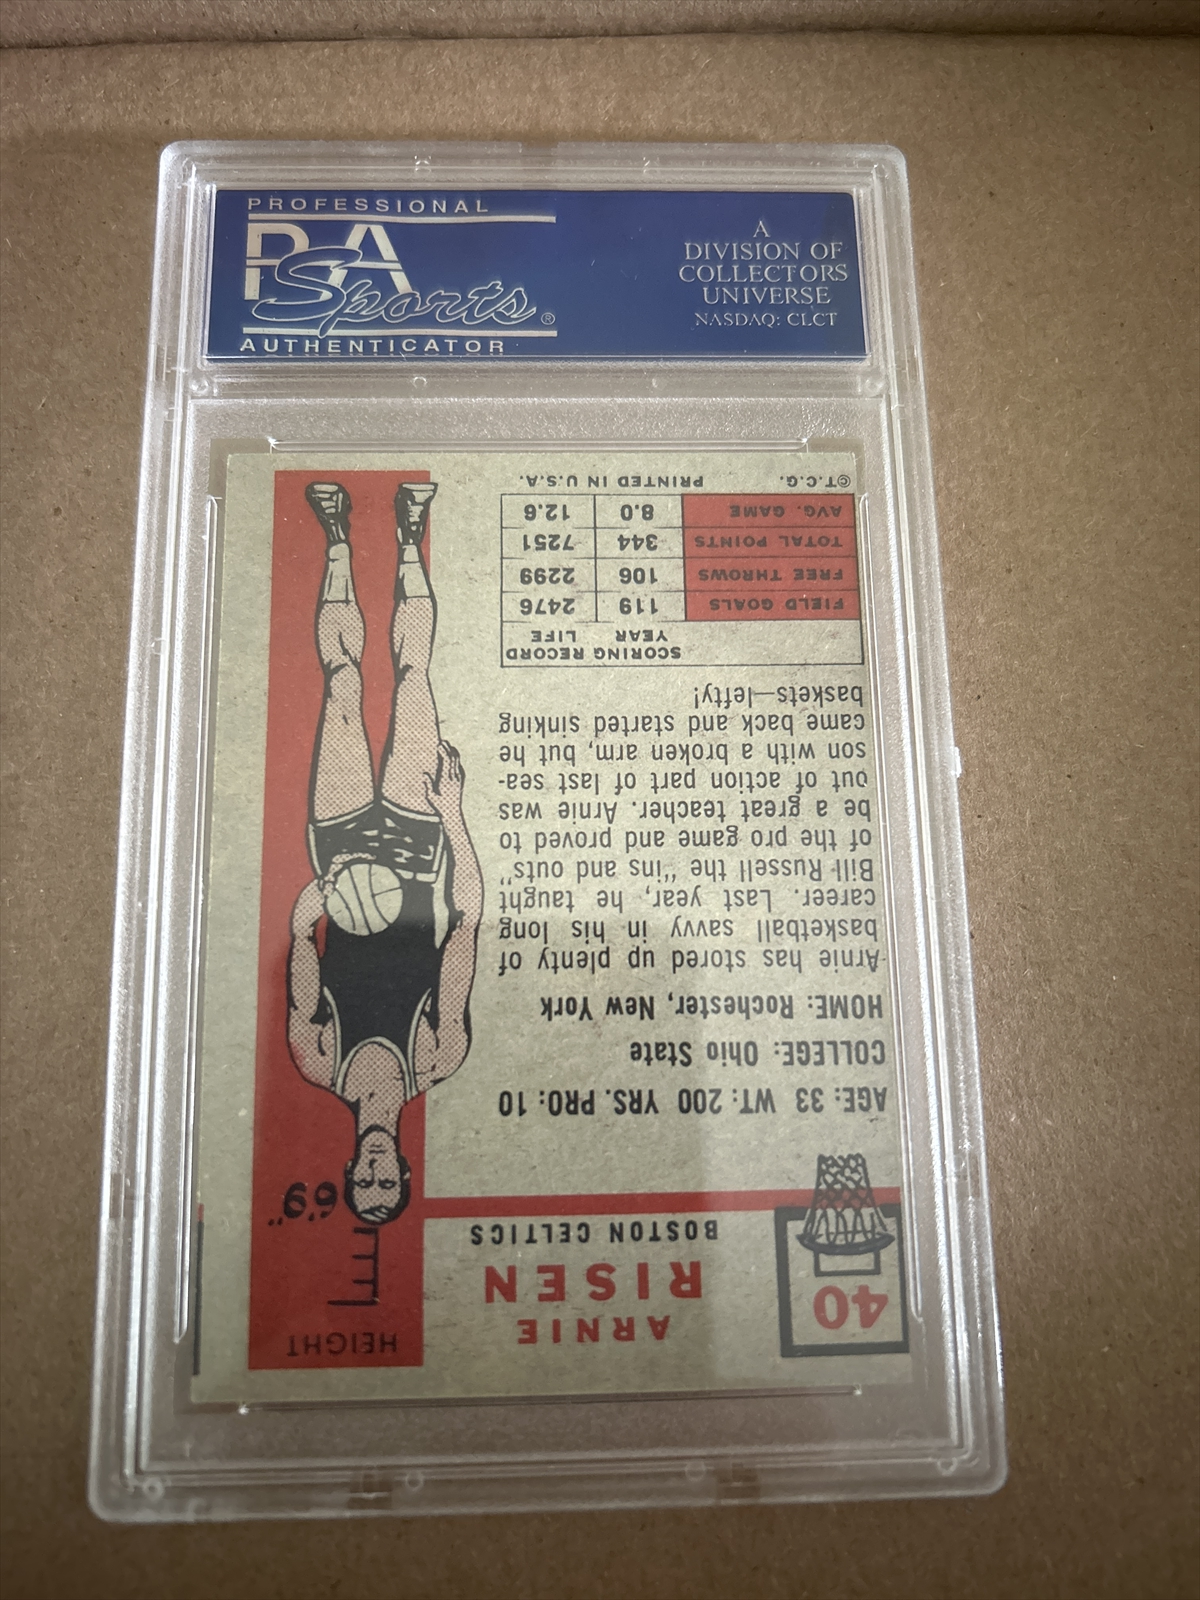 PROFESSIONAL
PSA
Sports®
AUTHENTICATOR
A
DIVISION OF
COLLECTORS
UNIVERSE
NASDAQ: CLCT
40
ARNIE
RISEN
BOSTON CELTICS
HEIGHT
6'9"
AGE: 33 WT: 200 YRS. PRO: 10
COLLEGE: Ohio State
HOME: Rochester, New York
Arnie has stored up plenty of
basketball savvy in his long
career. Last year, he taught
Bill Russell the "ins and outs"
of the pro game and proved to
be a great teacher. Arnie was
out of action part of last sea-
son with a broken arm, but he
came back and started sinking
baskets—lefty!
SCORING RECORD
YEAR LIFE
FIELD GOALS 119 2476
FREE THROWS 106 2299
TOTAL POINTS 344 7251
AVG. GAME 8.0 12.6
©T.C.G. PRINTED IN U.S.A.